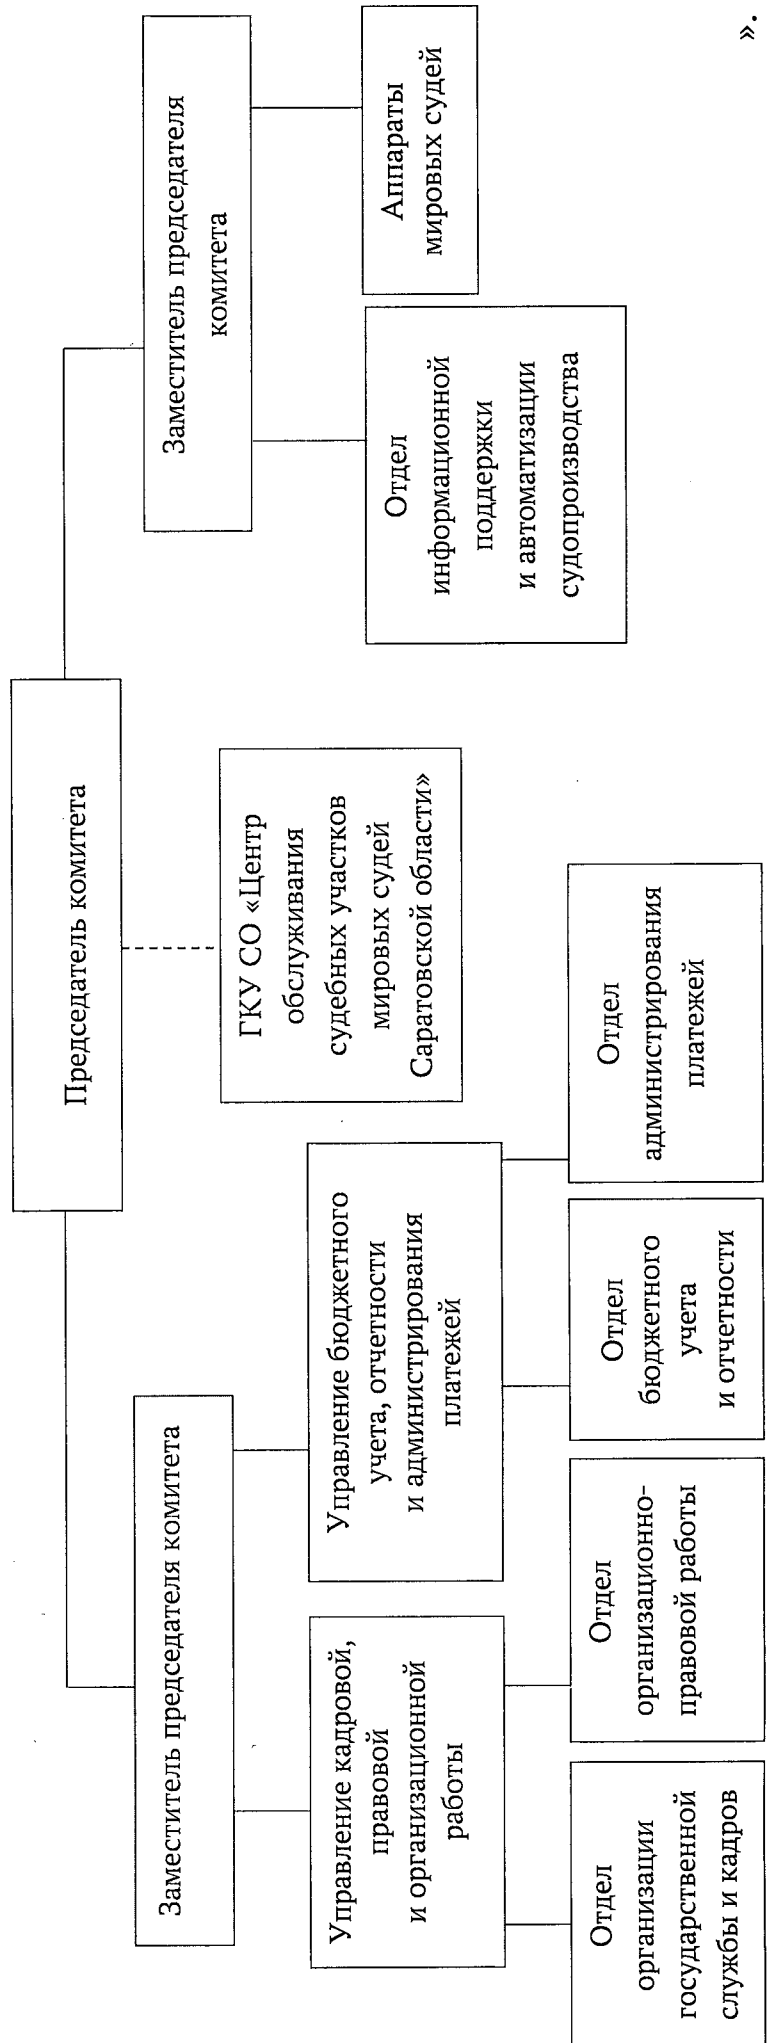 Председатель комитета
Заместитель председателя комитета
Заместитель председателя
комитета
ГКУ СО «Центр
обслуживания
судебных участков
мировых судей
Саратовской области»
Управление кадровой,
правовой
и организационной
работы
Управление бюджетного
учета, отчетности
и администрирования
платежей
Отдел
информационной
поддержки
и автоматизации
судопроизводства
Аппараты
мировых судей
Отдел
организации
государственной
службы и кадров
Отдел
организационно-
правовой работы
Отдел
бюджетного
учета
и отчетности
Отдел
администрирования
платежей
».